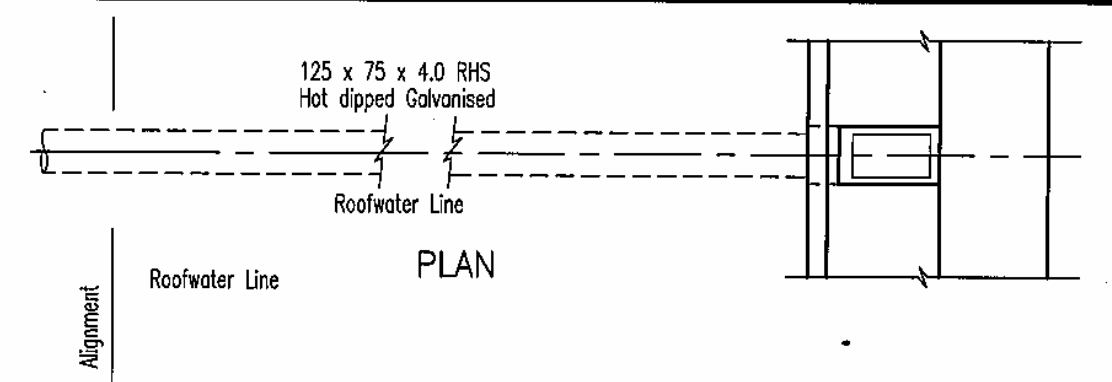 125 x 75 x 4.0 RHS
Hot dipped Galvanised
Roofwater Line
PLAN
Roofwater Line
Alignment